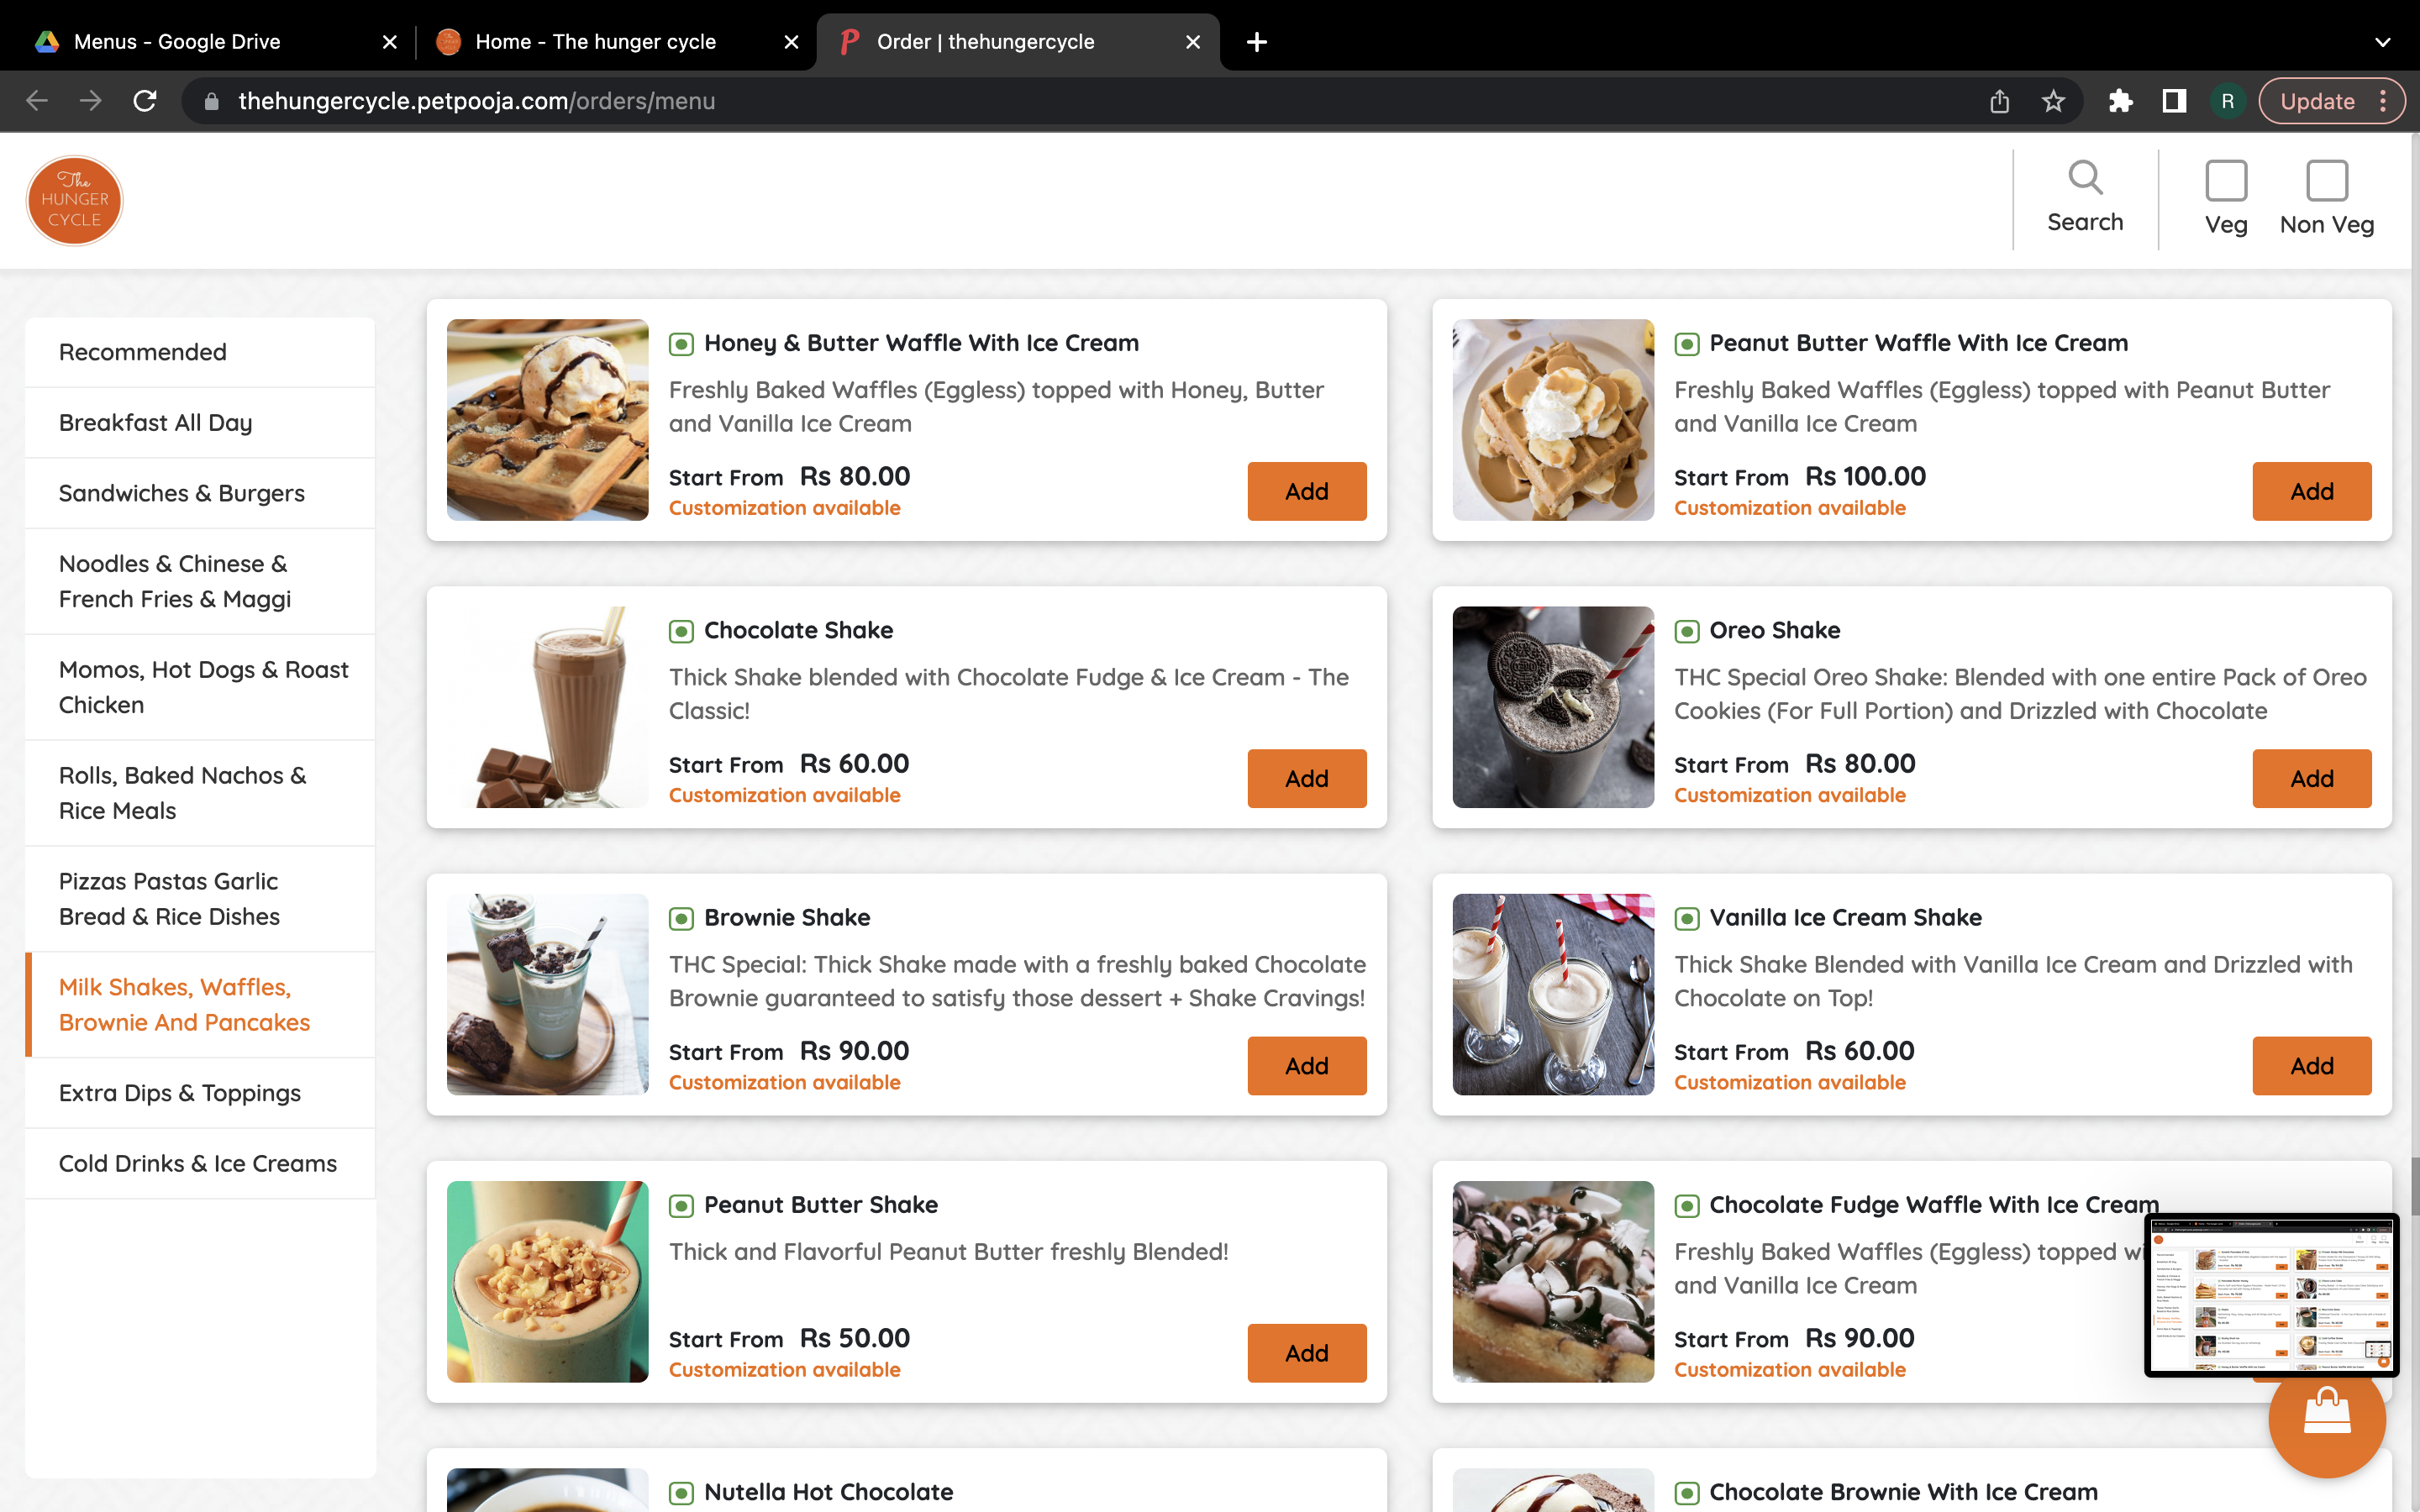 Menus - Google Drive
Home - The hunger cycle
Order | thehungercycle
thehungercycle.petpooja.com/orders/menu
R
Update
The
HUNGER
CYCLE
Search
Veg
Non Veg
Recommended
Breakfast All Day
Sandwiches & Burgers
Noodles & Chinese &
French Fries & Maggi
Momos, Hot Dogs & Roast
Chicken
Rolls, Baked Nachos &
Rice Meals
Pizzas Pastas Garlic
Bread & Rice Dishes
Milk Shakes, Waffles,
Brownie And Pancakes
Extra Dips & Toppings
Cold Drinks & Ice Creams
Honey & Butter Waffle With Ice Cream
Freshly Baked Waffles (Eggless) topped with Honey, Butter
and Vanilla Ice Cream
Start From Rs 80.00
Customization available
Add
Peanut Butter Waffle With Ice Cream
Freshly Baked Waffles (Eggless) topped with Peanut Butter
and Vanilla Ice Cream
Start From Rs 100.00
Customization available
Add
Chocolate Shake
Thick Shake blended with Chocolate Fudge & Ice Cream - The
Classic!
Start From Rs 60.00
Customization available
Add
Oreo Shake
THC Special Oreo Shake: Blended with one entire Pack of Oreo
Cookies (For Full Portion) and Drizzled with Chocolate
Start From Rs 80.00
Customization available
Add
Brownie Shake
THC Special: Thick Shake made with a freshly baked Chocolate
Brownie guaranteed to satisfy those dessert + Shake Cravings!
Start From Rs 90.00
Customization available
Add
Vanilla Ice Cream Shake
Thick Shake Blended with Vanilla Ice Cream and Drizzled with
Chocolate on Top!
Start From Rs 60.00
Customization available
Add
Peanut Butter Shake
Thick and Flavorful Peanut Butter freshly Blended!
Start From Rs 50.00
Customization available
Add
Chocolate Fudge Waffle With Ice Cream
Freshly Baked Waffles (Eggless) topped
and Vanilla Ice Cream
Start From Rs 90.00
Customization available
Nutella Hot Chocolate
Chocolate Brownie With Ice Cream